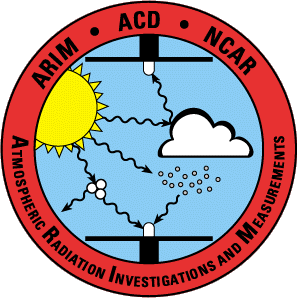 ARIM • ACD • NCAR
ATMOSPHERIC RADIATION INVESTIGATIONS AND MEASUREMENTS